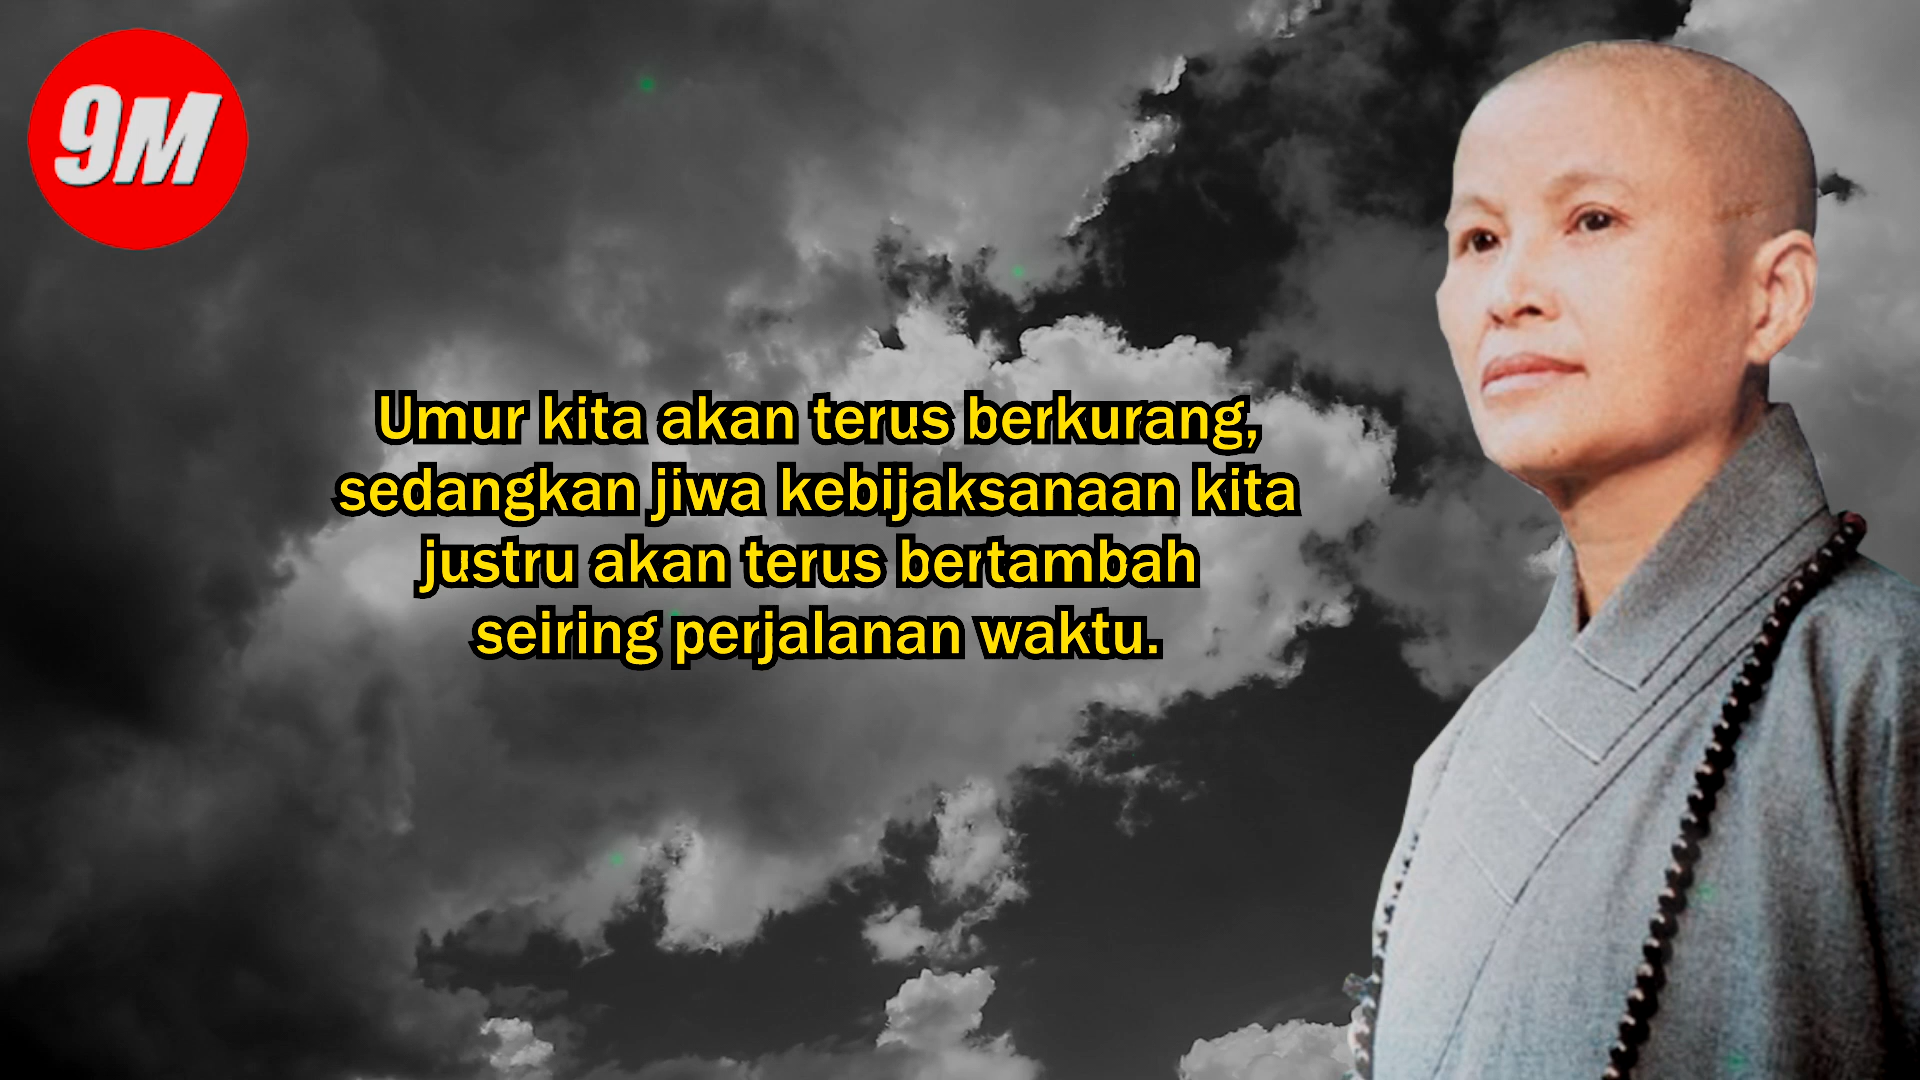 9M
Umur kita akan terus berkurang,
sedangkan jiwa kebijaksanaan kita
justru akan terus bertambah
seiring perjalanan waktu.